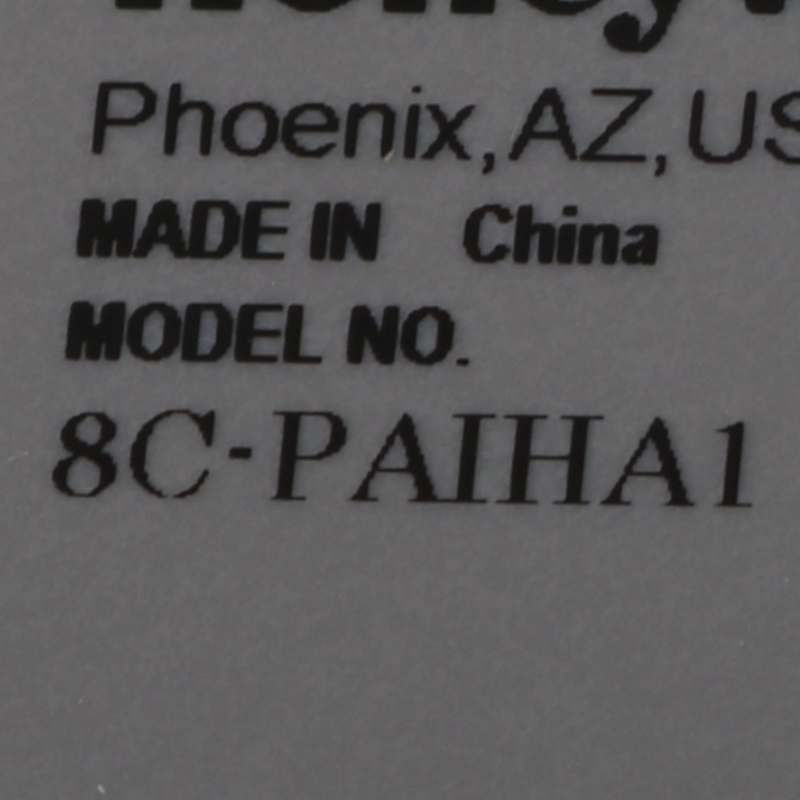 Phoenix, AZ, US
MADE IN China
MODEL NO.
8C-PAIHA1